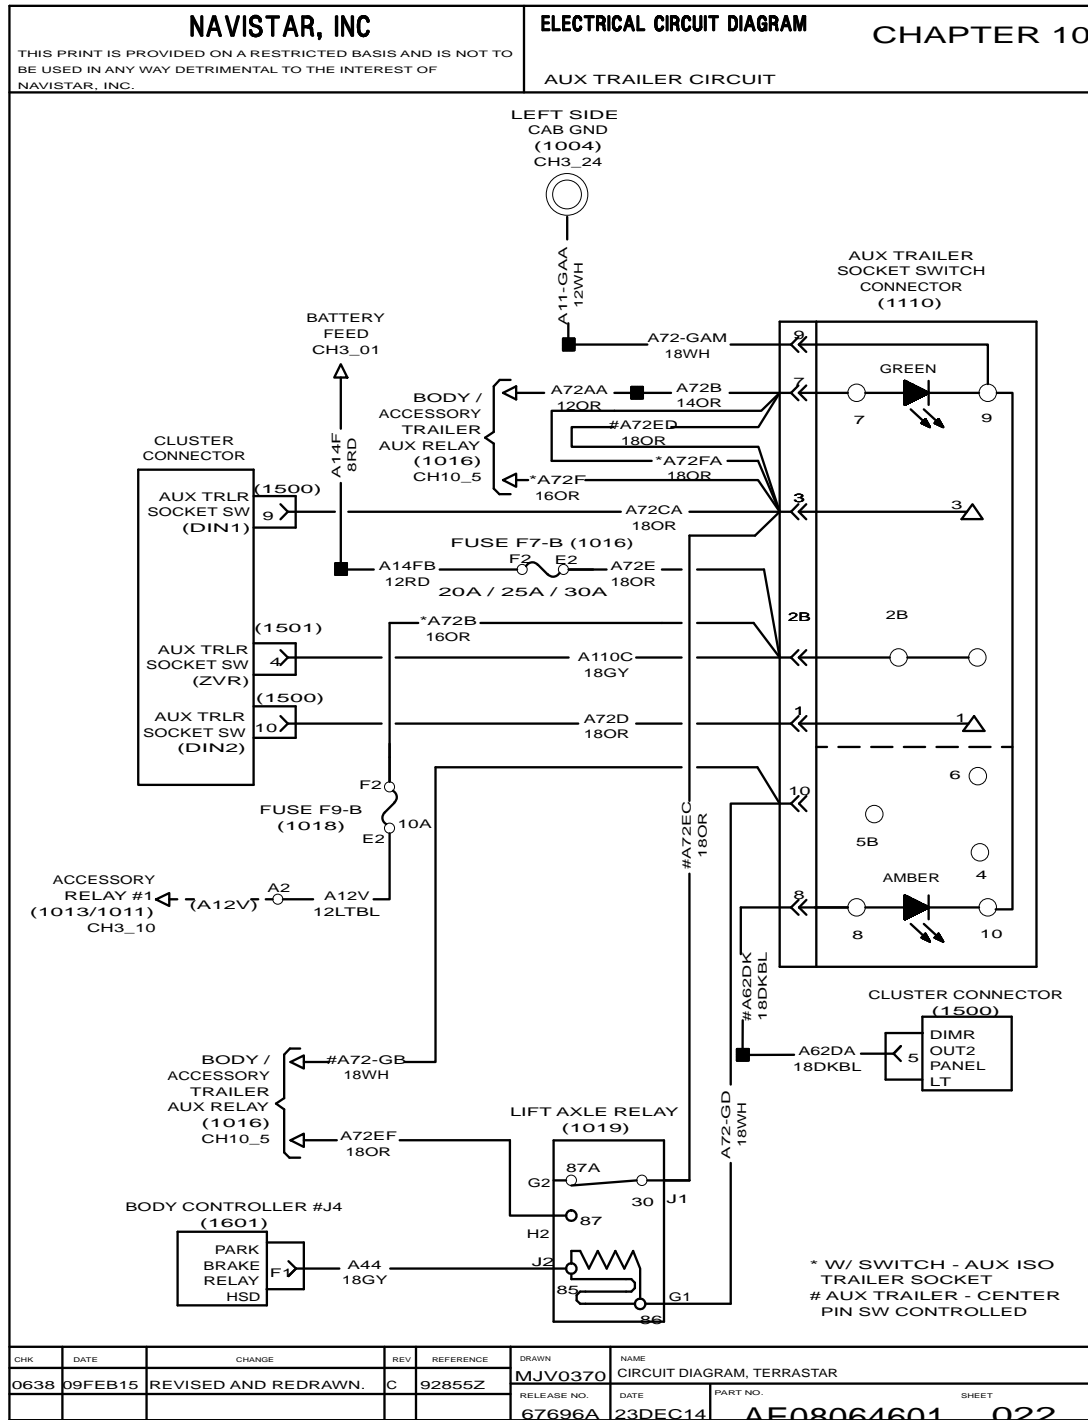 NAVISTAR, INC
THIS PRINT IS PROVIDED ON A RESTRICTED BASIS AND IS NOT TO
BE USED IN ANY WAY DETRIMENTAL TO THE INTEREST OF
NAVISTAR, INC.
ELECTRICAL CIRCUIT DIAGRAM
CHAPTER 10
AUX TRAILER CIRCUIT
LEFT SIDE
CAB GND
(1004)
CH3_24
A11-GAA
12WH
AUX TRAILER
SOCKET SWITCH
CONNECTOR
(1110)
BATTERY
FEED
CH3_01
A14F
8RD
A72-GAM
18WH
9
7
GREEN
7
9
BODY /
ACCESSORY
TRAILER
AUX RELAY
(1016)
CH10_5
A72AA
12OR
A72B
14OR
#A72ED
18OR
*A72FA
18OR
*A72F
16OR
CLUSTER
CONNECTOR
AUX TRLR
SOCKET SW
(DIN1)
(1500)
9
A72CA
18OR
3
3
FUSE F7-B (1016)
A14FB
12RD
F2
E2
20A / 25A / 30A
A72E
18OR
*A72B
16OR
2B
2B
AUX TRLR
SOCKET SW
(ZVR)
(1501)
4
A110C
18GY
AUX TRLR
SOCKET SW
(DIN2)
(1500)
10
A72D
18OR
1
1
F2
FUSE F9-B
(1018)
E2
10A
#A72EC
18OR
10
6
5B
4
ACCESSORY
RELAY #1
(1013/1011)
CH3_10
(A12V)
A2
A12V
12LTBL
8
AMBER
8
10
#A62DK
18DKBL
CLUSTER CONNECTOR
(1500)
A62DA
18DKBL
5
DIMR
OUT2
PANEL
LT
BODY /
ACCESSORY
TRAILER
AUX RELAY
(1016)
CH10_5
#A72-GB
18WH
A72EF
18OR
A72-GD
18WH
LIFT AXLE RELAY
(1019)
87A
G2
30
J1
87
H2
J2
85
86
G1
BODY CONTROLLER #J4
(1601)
PARK
BRAKE
RELAY
HSD
F1
A44
18GY
* W/ SWITCH - AUX ISO
TRAILER SOCKET
# AUX TRAILER - CENTER
PIN SW CONTROLLED
CHK DATE CHANGE REV REFERENCE
0638 09FEB15 REVISED AND REDRAWN. C 92855Z
DRAWN
MJV0370
NAME
CIRCUIT DIAGRAM, TERRASTAR
RELEASE NO.
67696A
DATE
23DEC14
PART NO.
AE08064601
SHEET
022